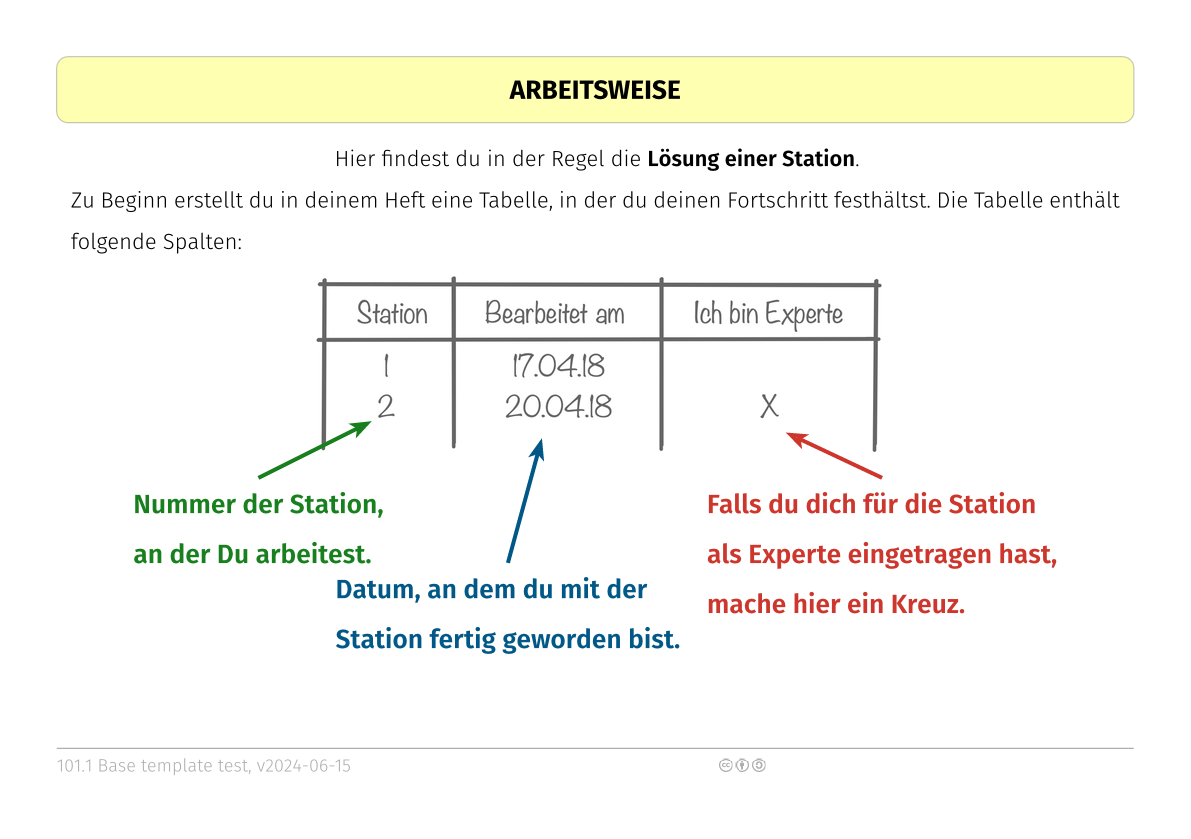 ARBEITSWEISE
Hier findest du in der Regel die Lösung einer Station.
Zu Beginn erstellt du in deinem Heft eine Tabelle, in der du deinen Fortschritt festhältst. Die Tabelle enthält
folgende Spalten:
Station Bearbeitet am Ich bin Experte
1 17.04.18
2 20.04.18 X
Nummer der Station,
an der Du arbeitest.
Datum, an dem du mit der
Station fertig geworden bist.
Falls du dich für die Station
als Experte eingetragen hast,
mache hier ein Kreuz.
101.1 Base template test, v2024-06-15